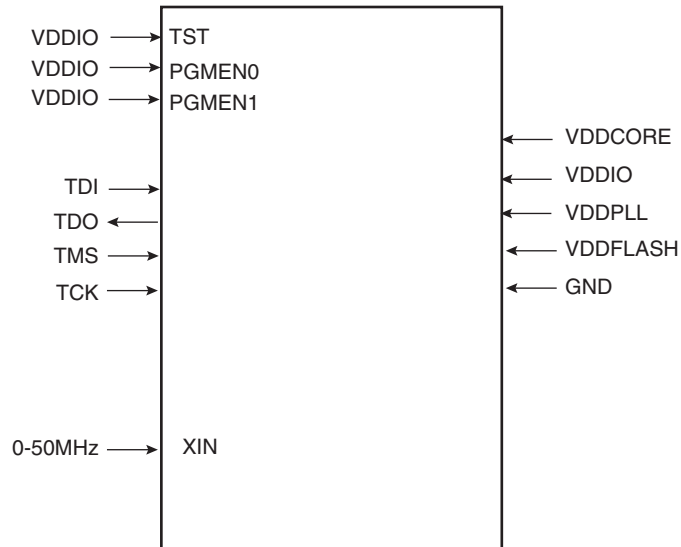 VDDIO TST
VDDIO PGMEN0
VDDIO PGMEN1
VDDCORE
VDDIO
TDI
VDDPLL
TDO
VDDFLASH
TMS
GND
TCK
0-50MHz XIN